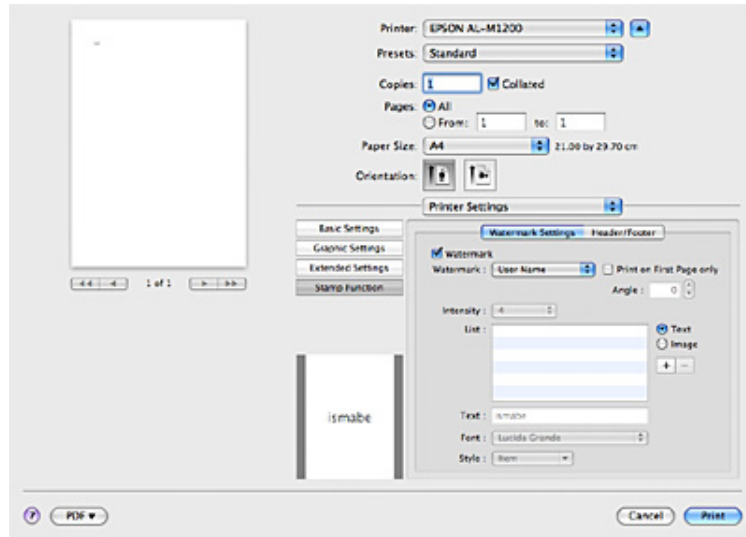 Printer: EPSON AL-M1200
Presets: Standard
Copies: 1 Collated
Pages: All
From: 1 to: 1
Paper Size: A4 21.00 by 29.70 cm
Orientation:
Printer Settings
Basic Settings
Graphic Settings
Extended Settings
Stamp Function
1 of 1
Watermark Settings Header/Footer
Watermark
Watermark : User Name Print on First Page only
Angle : 0
Intensity : 4
List : Text
Image
+ −
ismabe
Text : ismabe
Font : Lucida Grande
Style : Item
? PDF ▾ Cancel Print